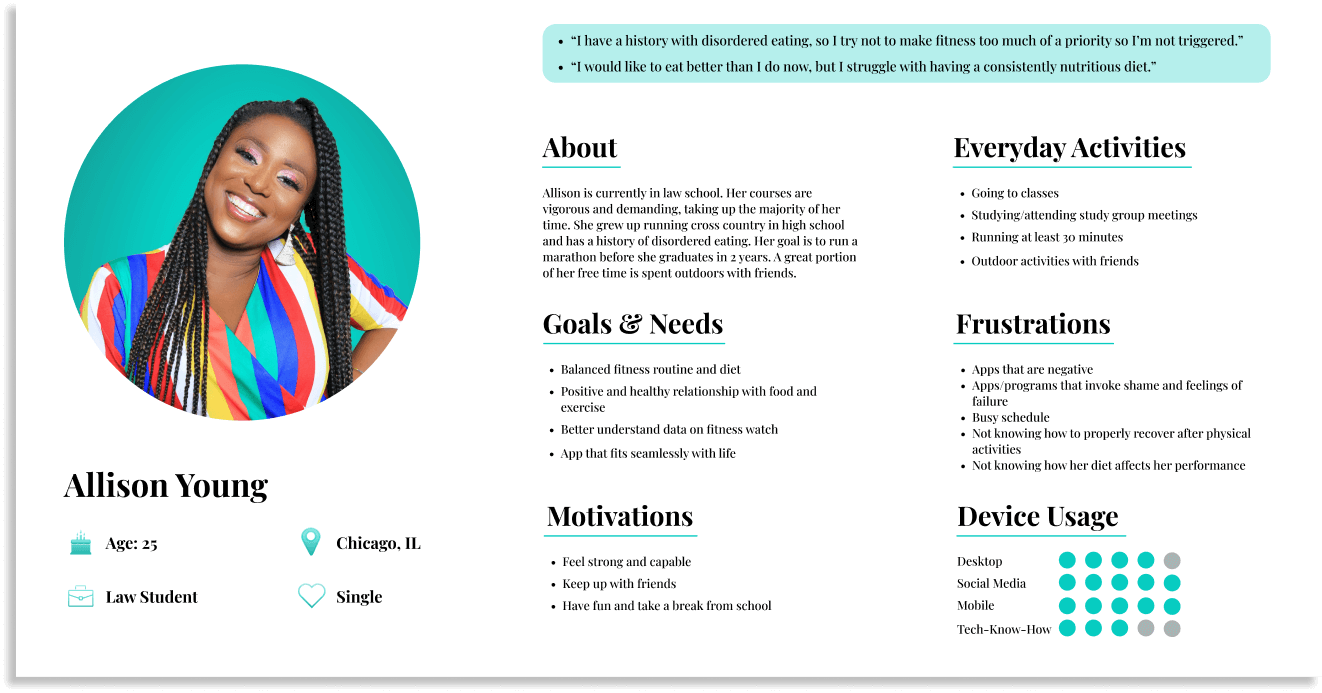 • “I have a history with disordered eating, so I try not to make fitness too much of a priority so I’m not triggered.”
• “I would like to eat better than I do now, but I struggle with having a consistently nutritious diet.”
Allison Young
Age: 25
Chicago, IL
Law Student
Single
About
Allison is currently in law school. Her courses are
vigorous and demanding, taking up the majority of her
time. She grew up running cross country in high school
and has a history of disordered eating. Her goal is to run a
marathon before she graduates in 2 years. A great portion
of her free time is spent outdoors with friends.
Goals & Needs
• Balanced fitness routine and diet
• Positive and healthy relationship with food and
exercise
• Better understand data on fitness watch
• App that fits seamlessly with life
Motivations
• Feel strong and capable
• Keep up with friends
• Have fun and take a break from school
Everyday Activities
• Going to classes
• Studying/attending study group meetings
• Running at least 30 minutes
• Outdoor activities with friends
Frustrations
• Apps that are negative
• Apps/programs that invoke shame and feelings of
failure
• Busy schedule
• Not knowing how to properly recover after physical
activities
• Not knowing how her diet affects her performance
Device Usage
Desktop
Social Media
Mobile
Tech-Know-How